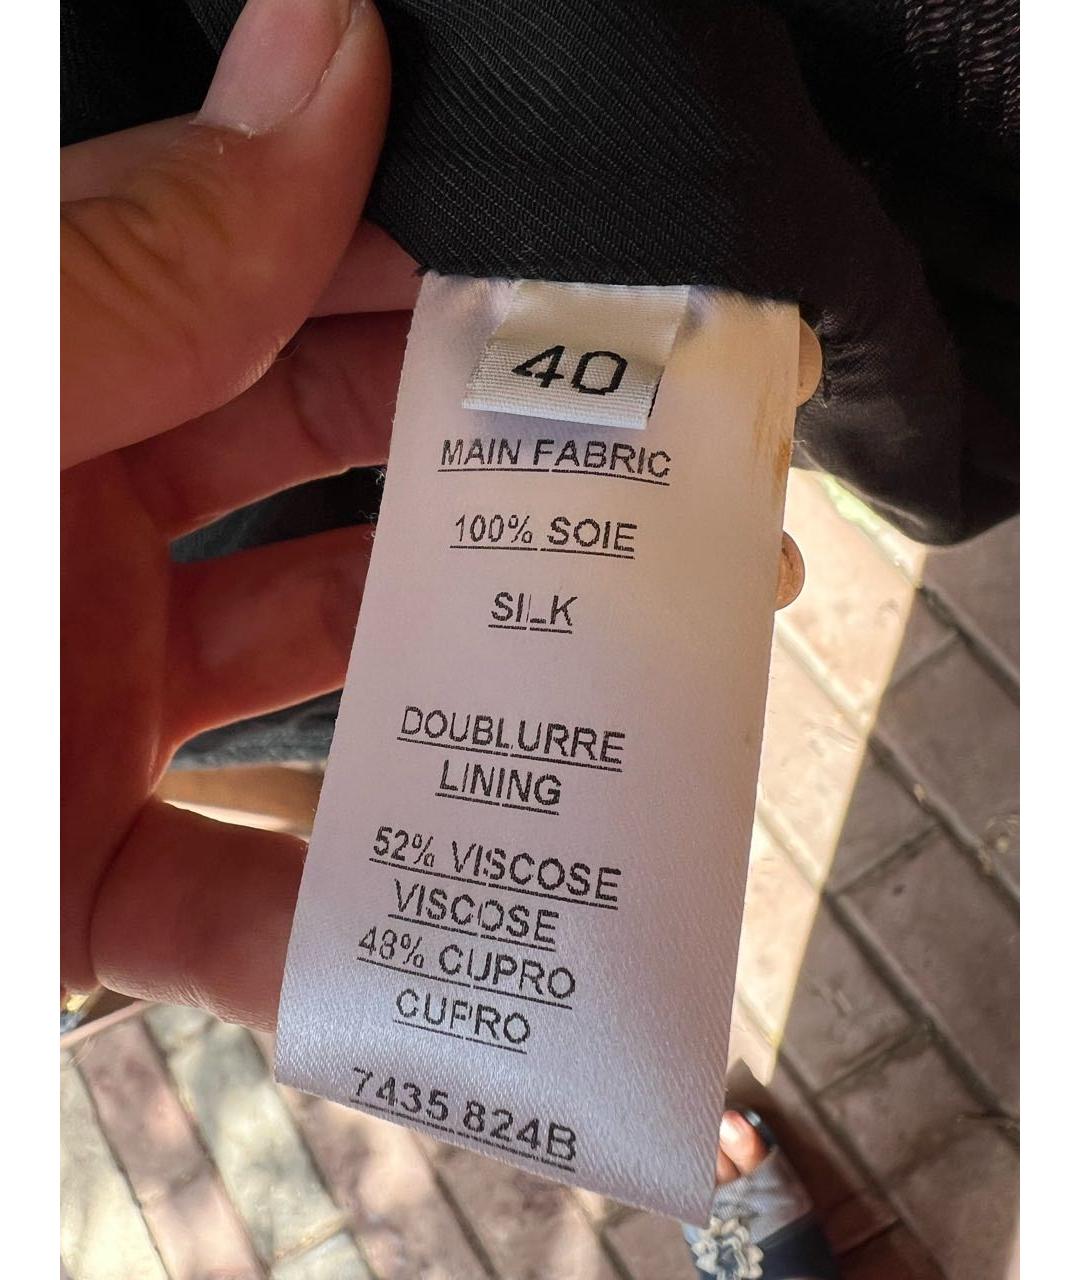 40
MAIN FABRIC
100% SOIE
SILK
DOUBLURRE
LINING
52% VISCOSE
VISCOSE
48% CUPRO
CUPRO
7435 824B